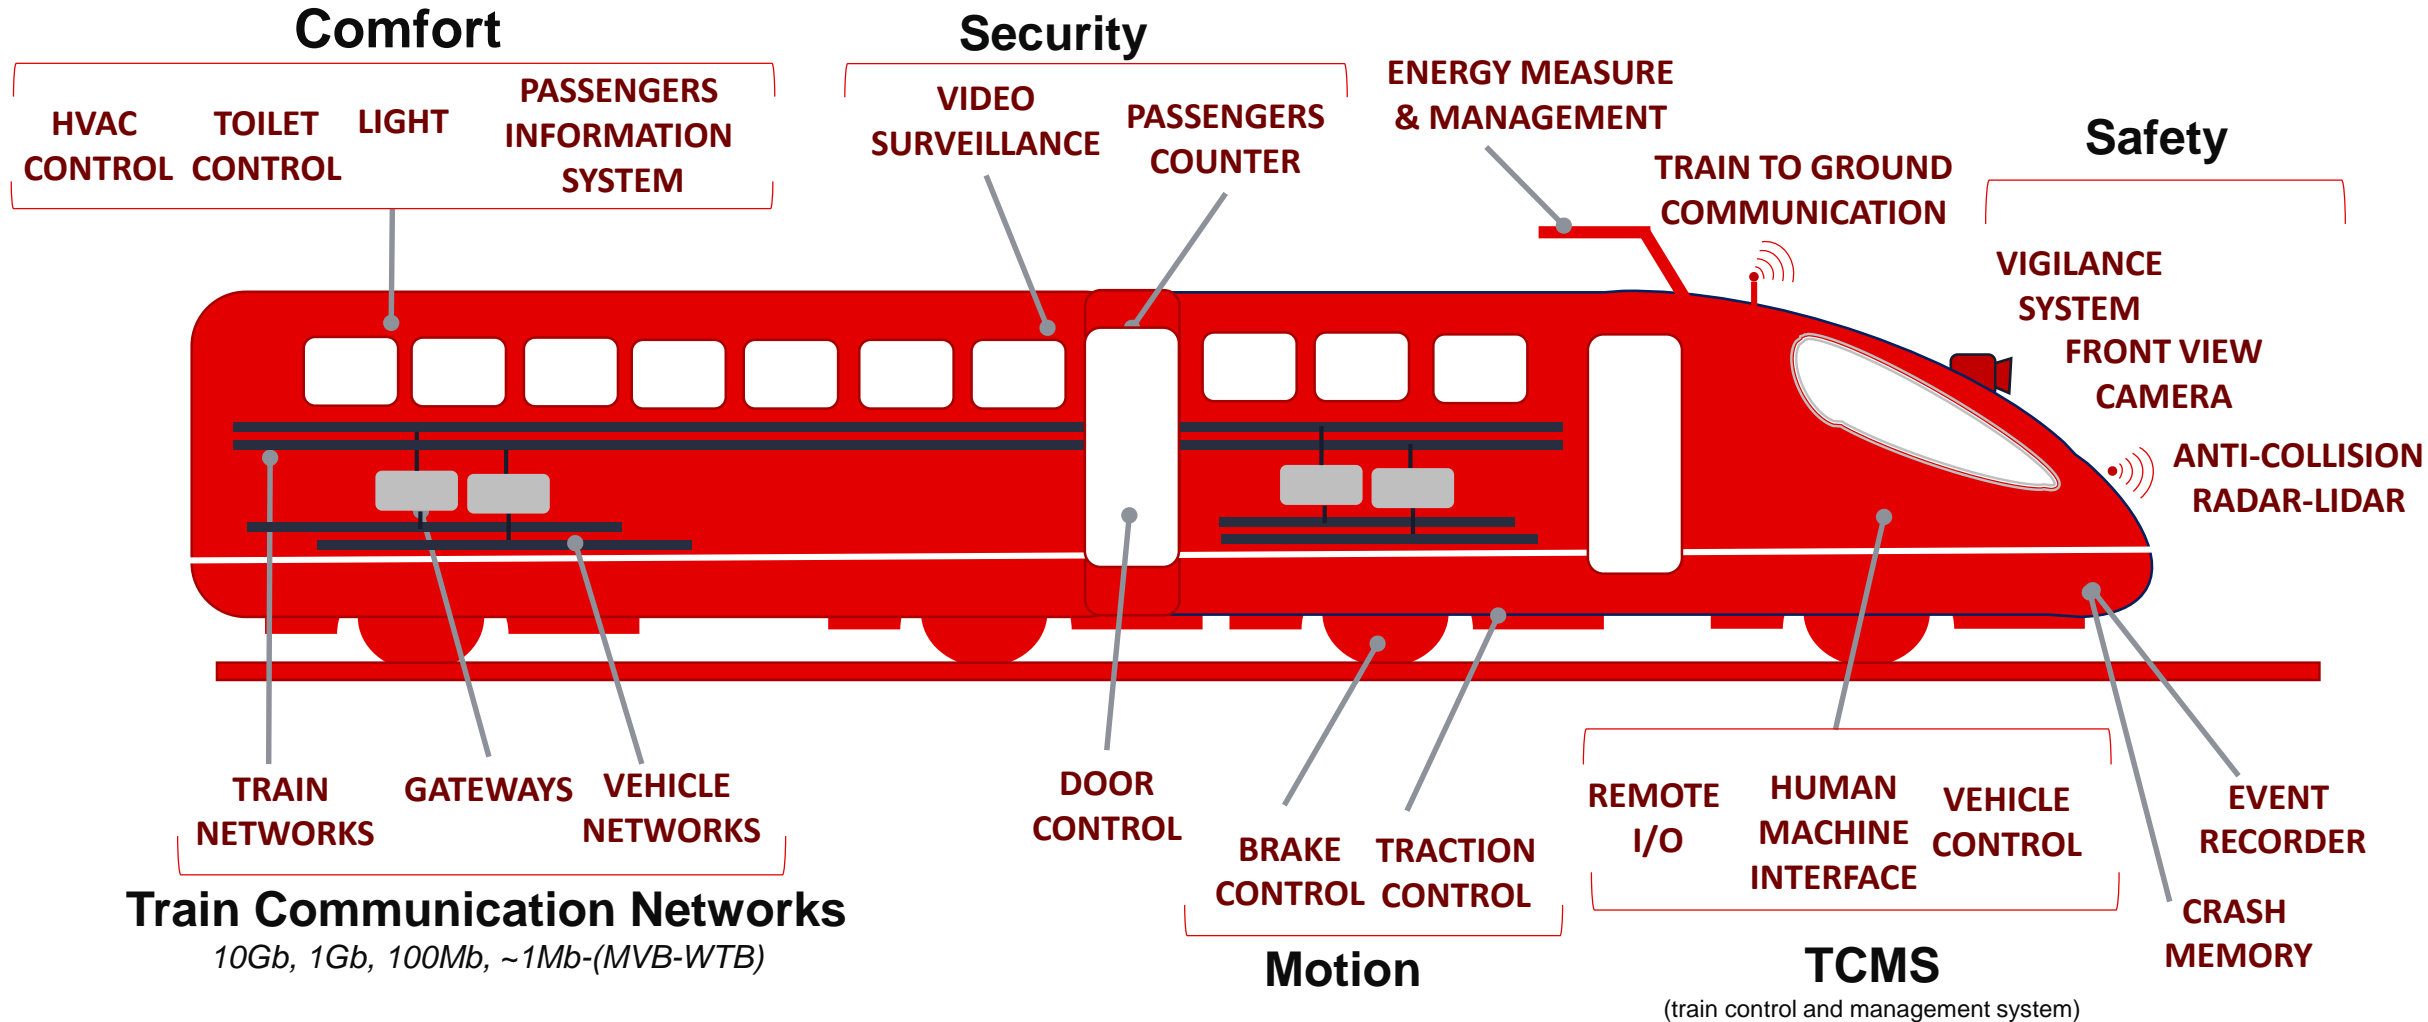 Comfort
HVAC
CONTROL
TOILET
CONTROL
LIGHT
PASSENGERS
INFORMATION
SYSTEM
Security
VIDEO
SURVEILLANCE
PASSENGERS
COUNTER
ENERGY MEASURE
& MANAGEMENT
TRAIN TO GROUND
COMMUNICATION
Safety
VIGILANCE
SYSTEM
FRONT VIEW
CAMERA
ANTI-COLLISION
RADAR-LIDAR
TRAIN
NETWORKS
GATEWAYS
VEHICLE
NETWORKS
Train Communication Networks
10Gb, 1Gb, 100Mb, ~1Mb-(MVB-WTB)
DOOR
CONTROL
BRAKE
CONTROL
TRACTION
CONTROL
Motion
REMOTE
I/O
HUMAN
MACHINE
INTERFACE
VEHICLE
CONTROL
TCMS
(train control and management system)
EVENT
RECORDER
CRASH
MEMORY